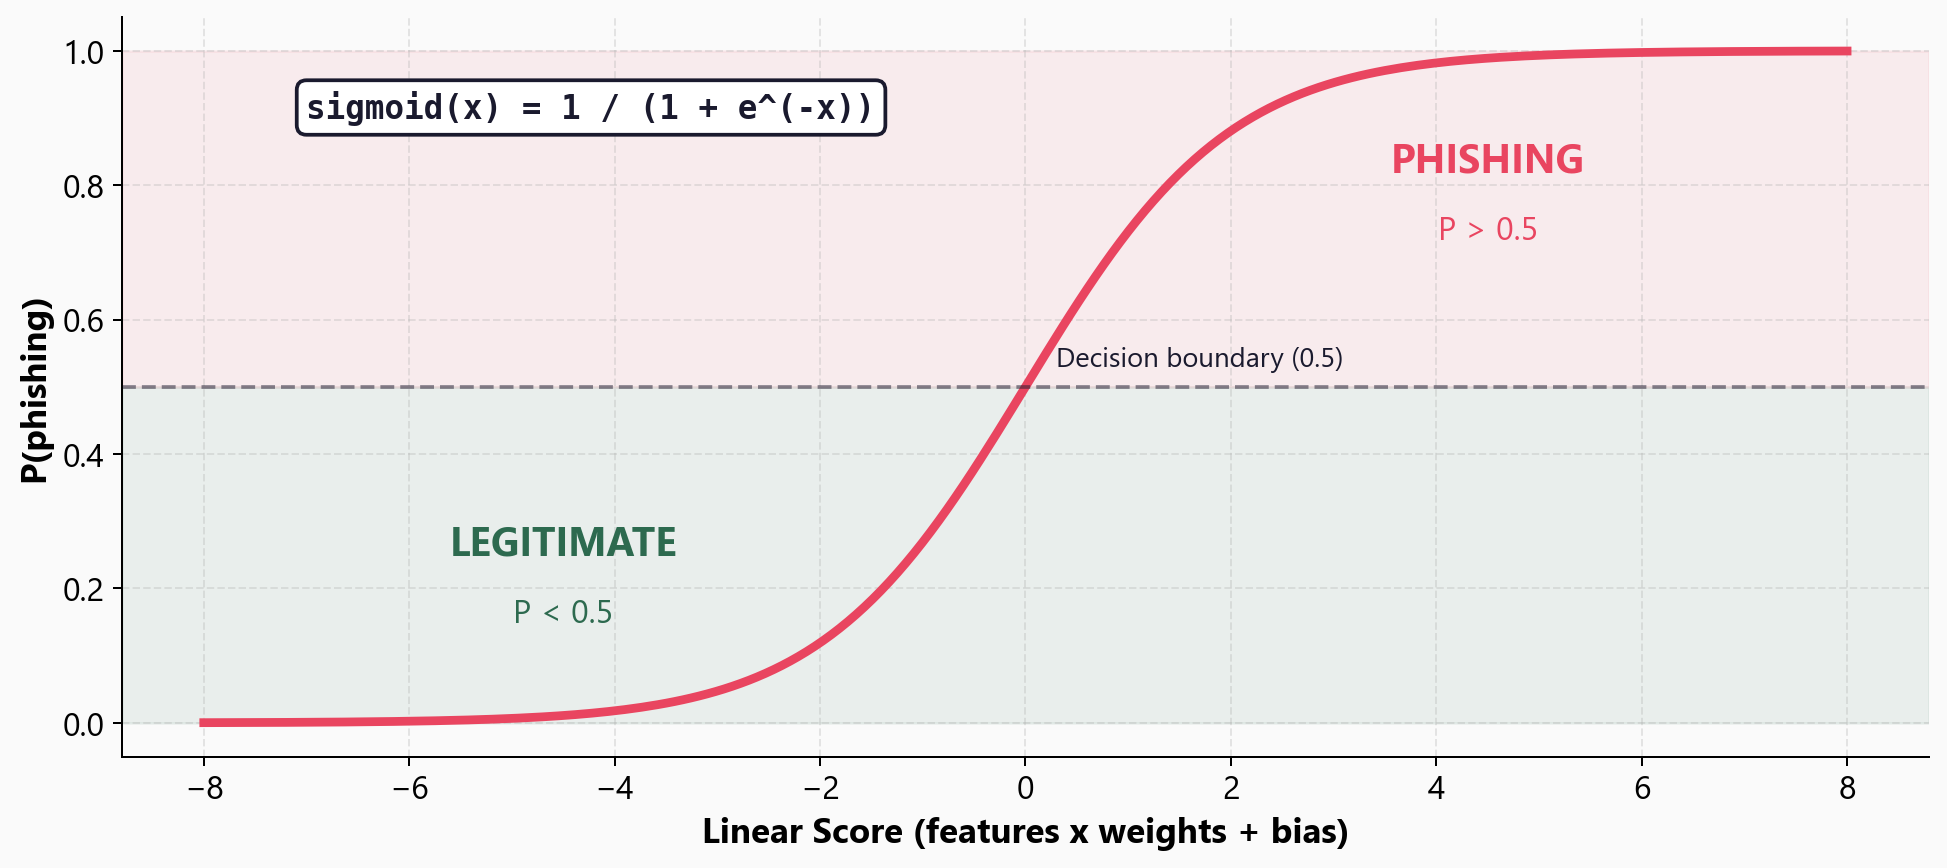 1.0
sigmoid(x) = 1 / (1 + e^(-x))
PHISHING
0.8
P > 0.5
0.6
Decision boundary (0.5)
P(phishing)
0.4
LEGITIMATE
0.2
P < 0.5
0.0
−8 −6 −4 −2 0 2 4 6 8
Linear Score (features x weights + bias)